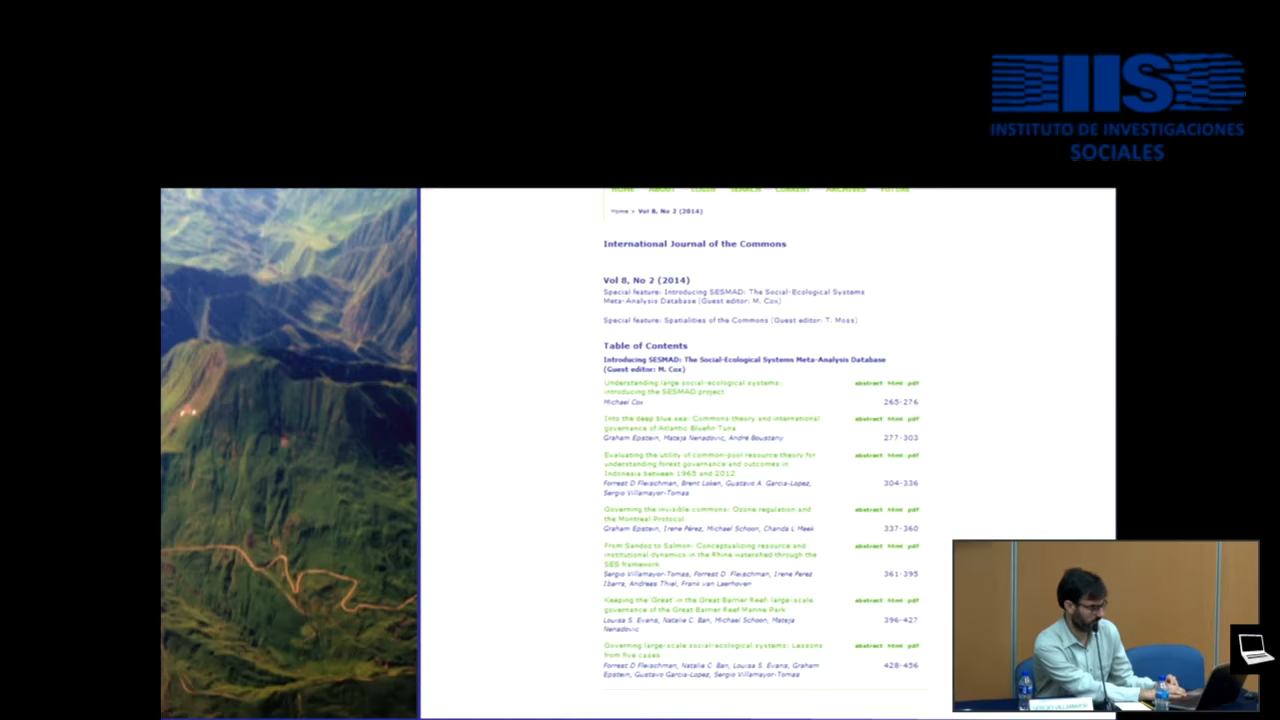 IIS
INSTITUTO DE INVESTIGACIONES
SOCIALES
HOME ABOUT LOGIN SEARCH CURRENT ARCHIVES
Home > Vol 8, No 2 (2014)
International Journal of the Commons
Vol 8, No 2 (2014)
Special feature: Introducing SESMAD: The Social-Ecological Systems
Meta-Analysis Database (Guest editor: M. Cox)
Special feature: Spatialities of the Commons (Guest editor: T. Moss)
Table of Contents
Introducing SESMAD: The Social-Ecological Systems Meta-Analysis Database
(Guest editor: M. Cox)
Understanding large social-ecological systems: abstract html pdf
introducing the SESMAD project
Michael Cox 265-276
Into the deep blue sea: Commons theory and international abstract html pdf
governance of Atlantic Bluefin Tuna
Graham Epstein, Mateja Nenadovic, André Boustany 277-303
Evaluating the utility of common-pool resource theory for abstract html pdf
understanding forest governance and outcomes in
Indonesia between 1965 and 2012
Forrest D Fleischman, Brent Loken, Gustavo A. Garcia-Lopez, 304-336
Sergio Villamayor-Tomas
Governing the invisible commons: Ozone regulation and abstract html pdf
the Montreal Protocol
Graham Epstein, Irene Pérez, Michael Schoon, Chanda L Meek 337-360
From Sandoz to Salmon: Conceptualizing resource and abstract html pdf
institutional dynamics in the Rhine watershed through the
SES framework
Sergio Villamayor-Tomas, Forrest D. Fleischman, Irene Perez 361-395
Ibarra, Andreas Thiel, Frank van Laerhoven
Keeping the 'Great' in the Great Barrier Reef: large-scale abstract html pdf
governance of the Great Barrier Reef Marine Park
Louisa S. Evans, Natalie C. Ban, Michael Schoon, Mateja 396-427
Nenadovic
Governing large-scale social-ecological systems: Lessons abstract html pdf
from five cases
Forrest D Fleischman, Natalie C. Ban, Louisa S. Evans, Graham 428-456
Epstein, Gustavo Garcia-Lopez, Sergio Villamayor-Tomas